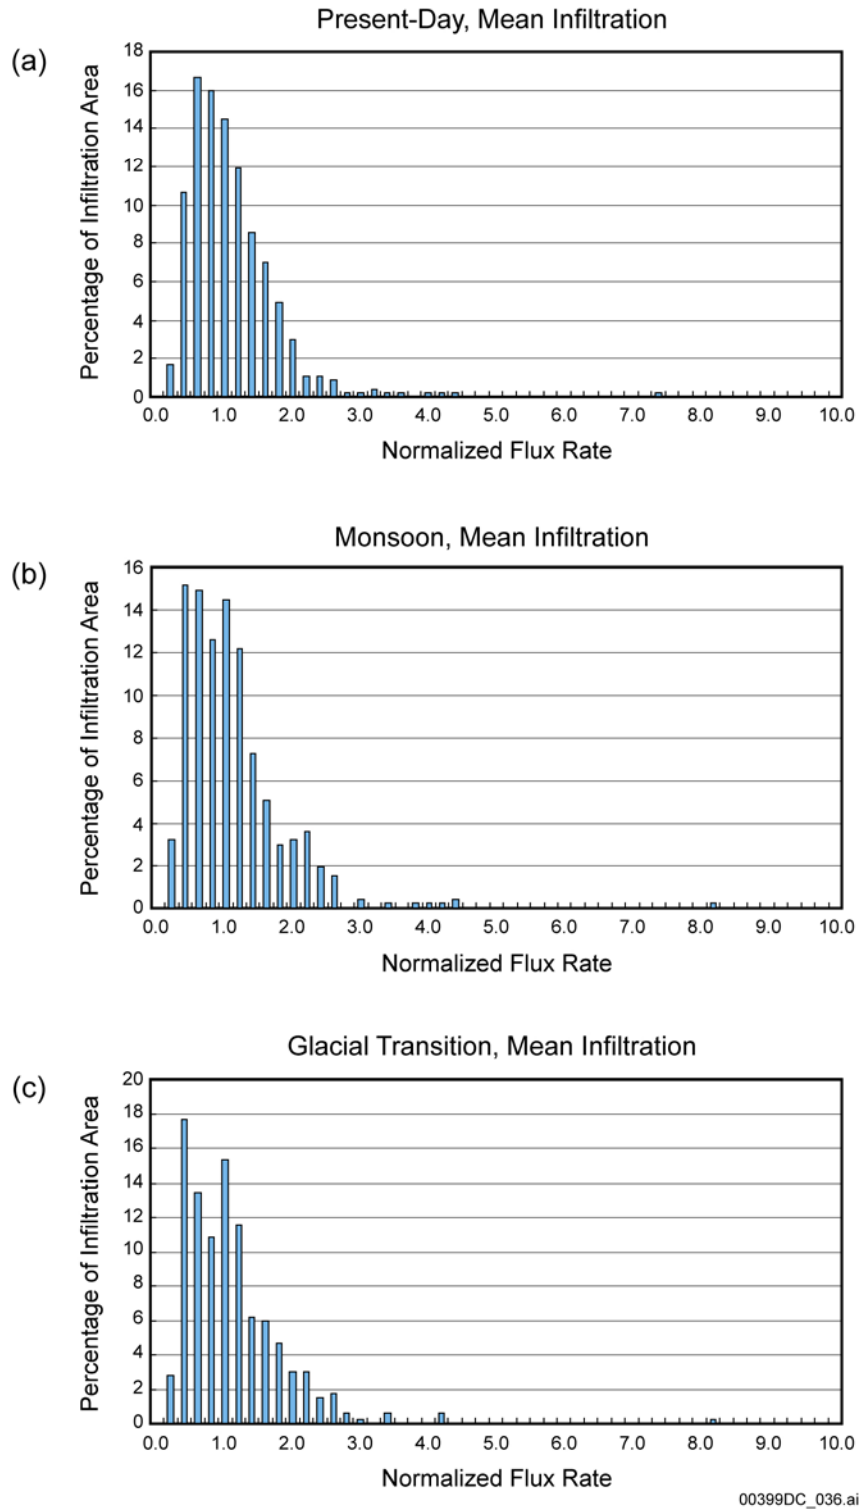 Present-Day, Mean Infiltration
(a)
Percentage of Infiltration Area
18
16
14
12
10
8
6
4
2
0
0.0 1.0 2.0 3.0 4.0 5.0 6.0 7.0 8.0 9.0 10.0
Normalized Flux Rate
Monsoon, Mean Infiltration
(b)
Percentage of Infiltration Area
16
14
12
10
8
6
4
2
0
0.0 1.0 2.0 3.0 4.0 5.0 6.0 7.0 8.0 9.0 10.0
Normalized Flux Rate
Glacial Transition, Mean Infiltration
(c)
Percentage of Infiltration Area
20
18
16
14
12
10
8
6
4
2
0
0.0 1.0 2.0 3.0 4.0 5.0 6.0 7.0 8.0 9.0 10.0
Normalized Flux Rate
00399DC_036.ai